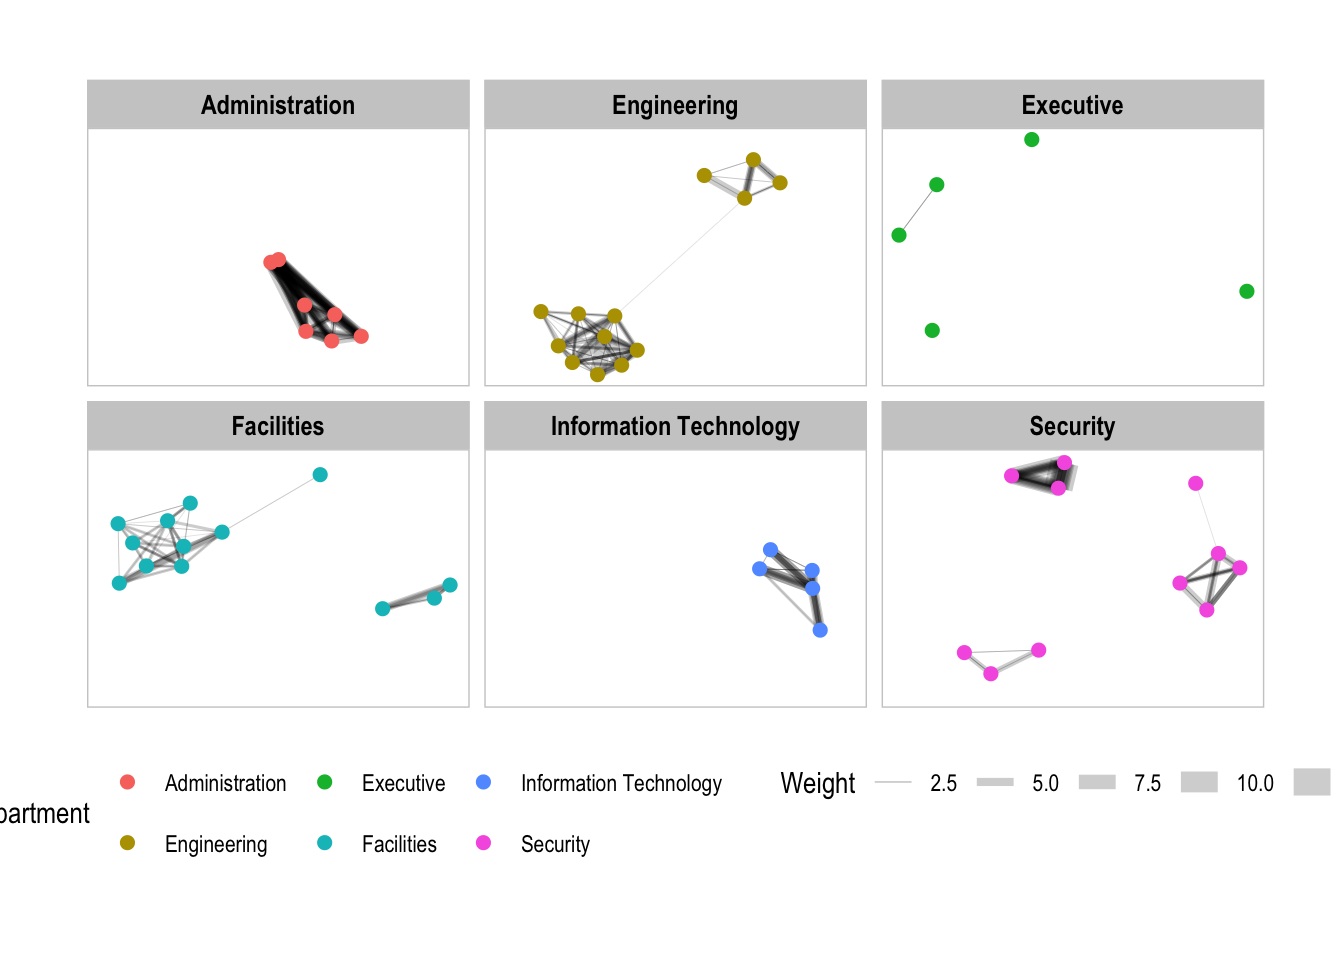 Administration
Engineering
Executive
Facilities
Information Technology
Security
partment
Administration
Executive
Information Technology
Engineering
Facilities
Security
Weight
2.5
5.0
7.5
10.0